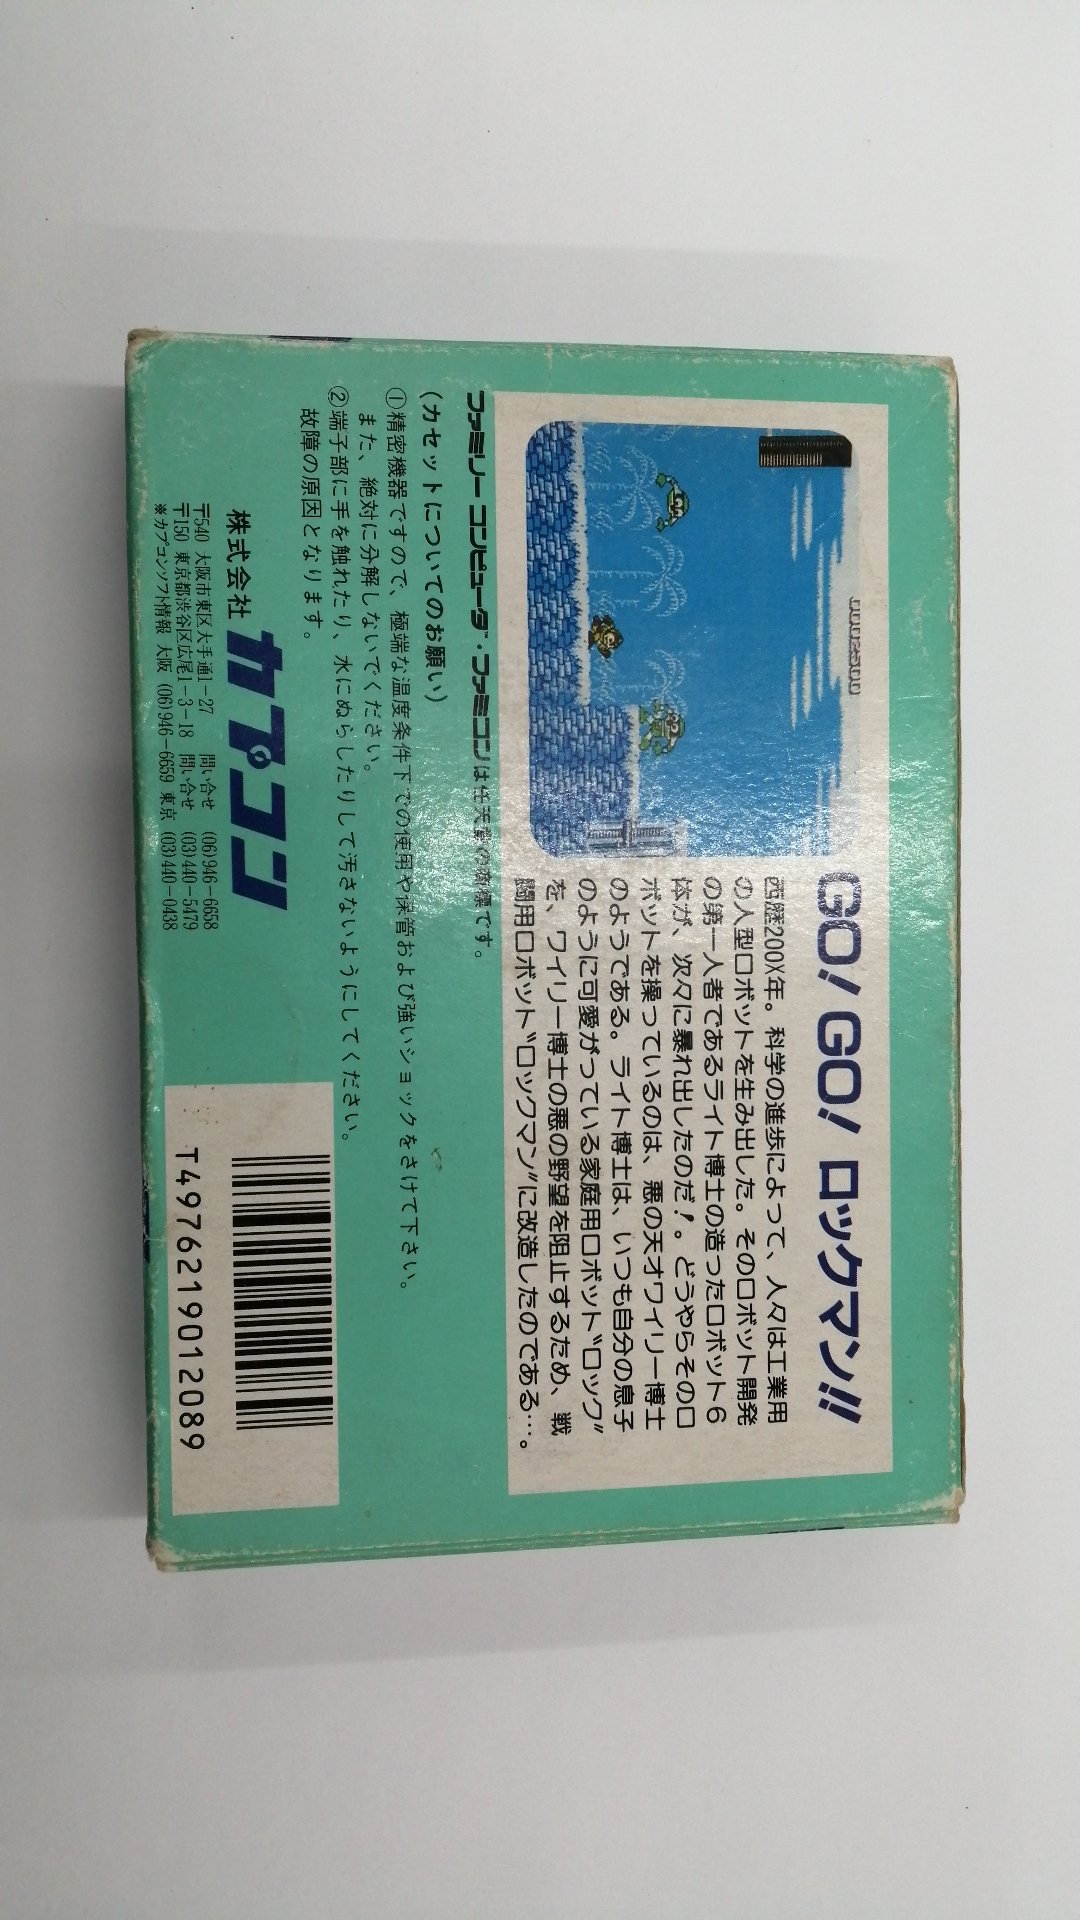 GO! GO! ロックマン!!
西歴200X年。科学の進歩によって、人々は工業用
の人型ロボットを生み出した。そのロボット開発
の第一人者であるライト博士の造ったロボット6
体が、次々に暴れ出したのだ!。どうやらそのロ
ボットを操っているのは、悪の天才ワイリー博士
のようである。ライト博士は、いつも自分の息子
のように可愛がっている家庭用ロボット〝ロック〟
を、ワイリー博士の悪の野望を阻止するため、戦
闘用ロボット〝ロックマン〟に改造したのである…。
ファミリーコンピュータ™・ファミコンは任天堂の商標です。
(カセットについてのお願い)
①精密機器ですので、極端な温度条件下での使用や保管および強いショックをさけて下さい。
また、絶対に分解しないでください。
②端子部に手を触れたり、水にぬらしたりして汚さないようにしてください。
故障の原因となります。
株式会社 カプコン
〒540 大阪市東区大手通1-27 問い合せ (06)946-6658
〒150 東京都渋谷区広尾1-3-18 問い合せ (03)440-5479
※カプコンソフト情報 大阪 (06)946-6659 東京 (03)440-0438
T4976219012089